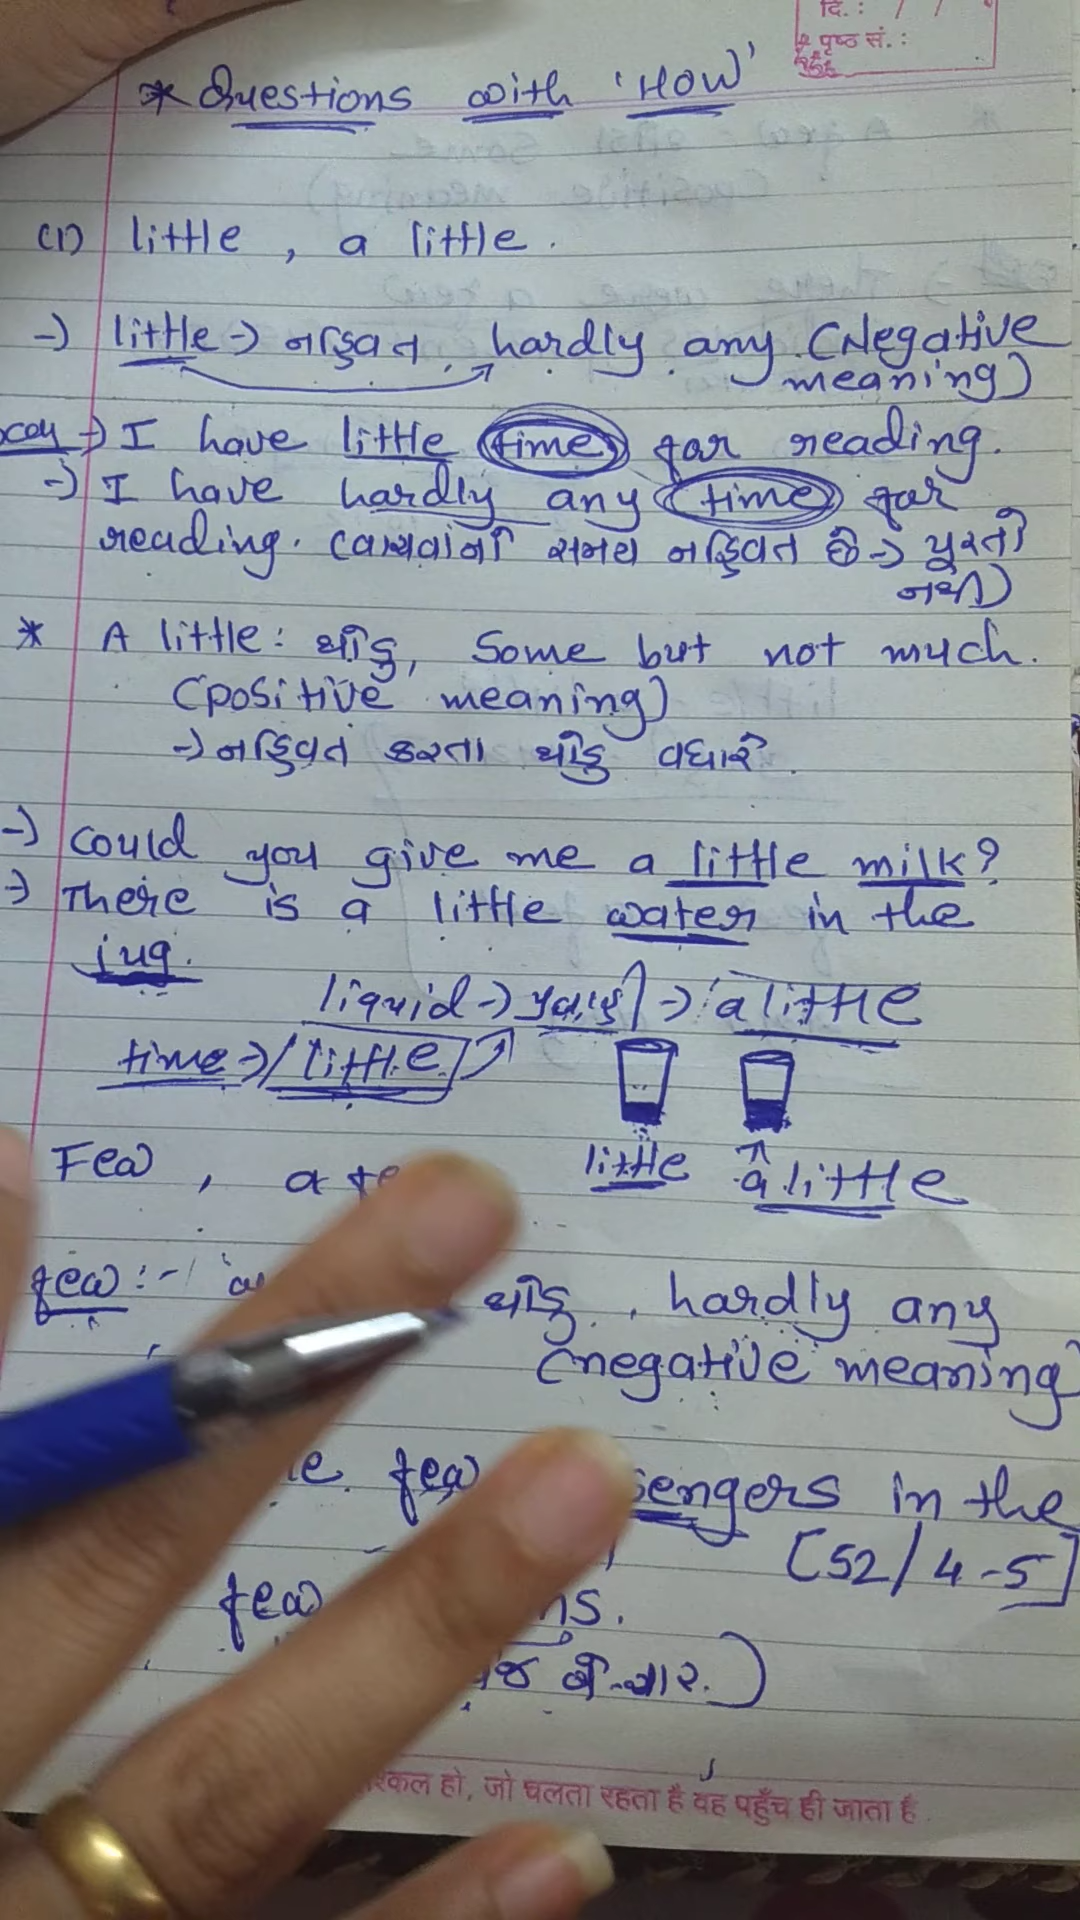 दि.: / /
पृष्ठ सं.:
* Questions with 'HOW'
(1) little , a little .
-) little -) નહિવત , hardly any (Negative
meaning)
-) I have little time for reading.
-) I have hardly any time for
reading. (વાચવાનો સમય નહિવત છે -) પૂરતો
નથી)
* A little: થોડુ, Some but not much.
(positive meaning)
-) નહિવત કરતા થોડુ વધારે.
-) Could you give me a little milk?
-) There is a little water in the
jug.
liquid -) પ્રવાહી -) a little
time -) little
little a little
Few , a
few :- થોડુ , hardly any
(negative meaning
few sengers in the
[52/4-5]
few ns.
બે-ચાર.)
हो, जो चलता रहता है वह पहुँच ही जाता है